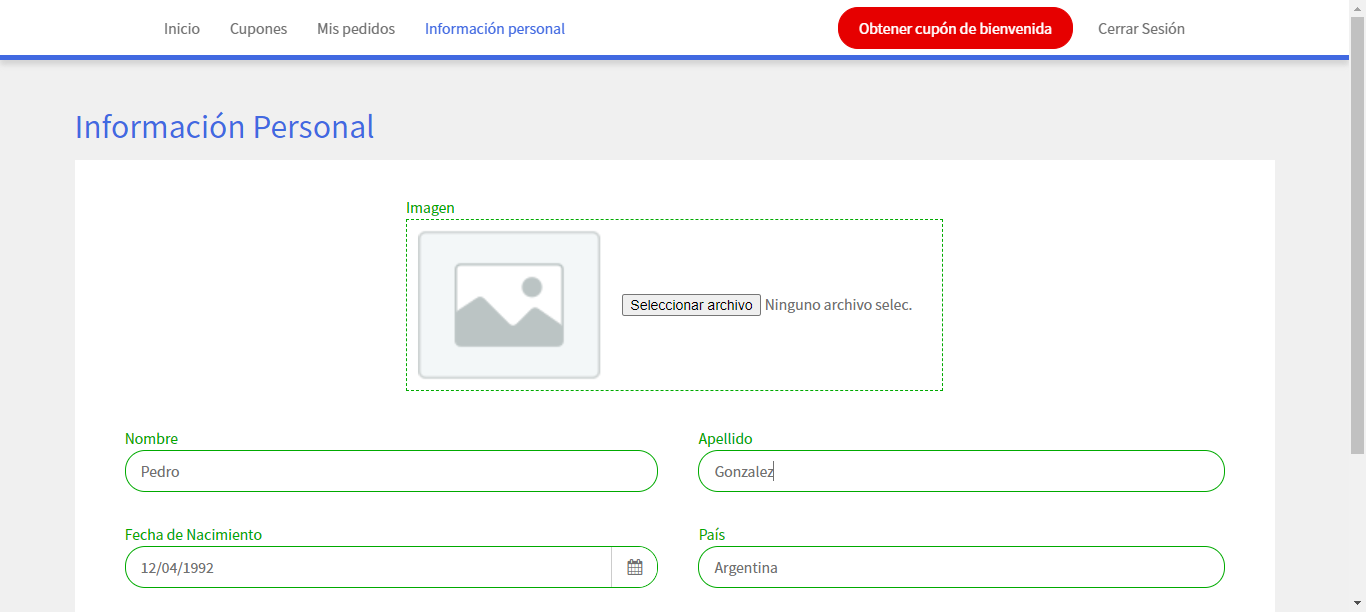 Inicio Cupones Mis pedidos Información personal Obtener cupón de bienvenida Cerrar Sesión
Información Personal
Imagen
Seleccionar archivo Ninguno archivo selec.
Nombre Apellido
Pedro Gonzalez
Fecha de Nacimiento País
12/04/1992 Argentina